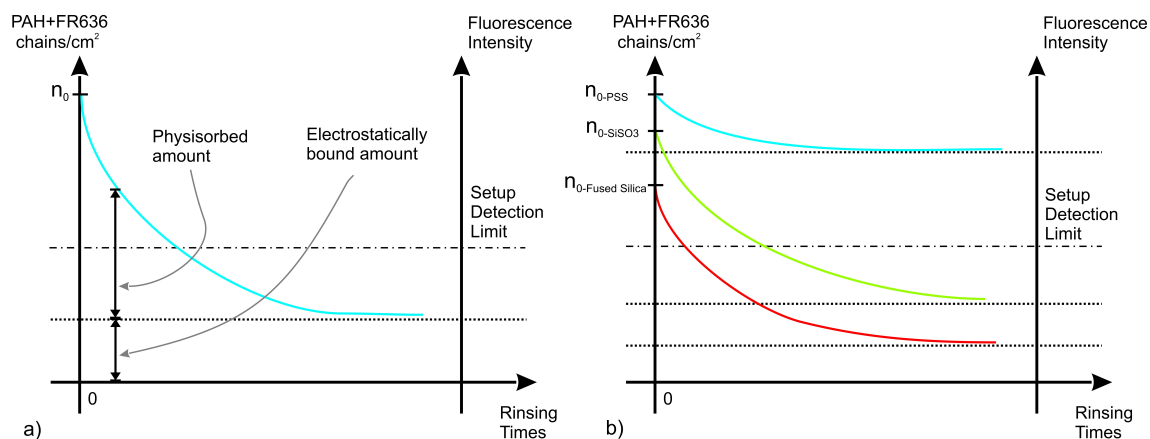 PAH+FR636
chains/cm²
Fluorescence
Intensity
n₀
Physisorbed
amount
Electrostatically
bound amount
Setup
Detection
Limit
0
Rinsing
Times
a)
PAH+FR636
chains/cm²
Fluorescence
Intensity
n₀₋PSS
n₀₋SiSO3
n₀₋Fused Silica
Setup
Detection
Limit
0
Rinsing
Times
b)